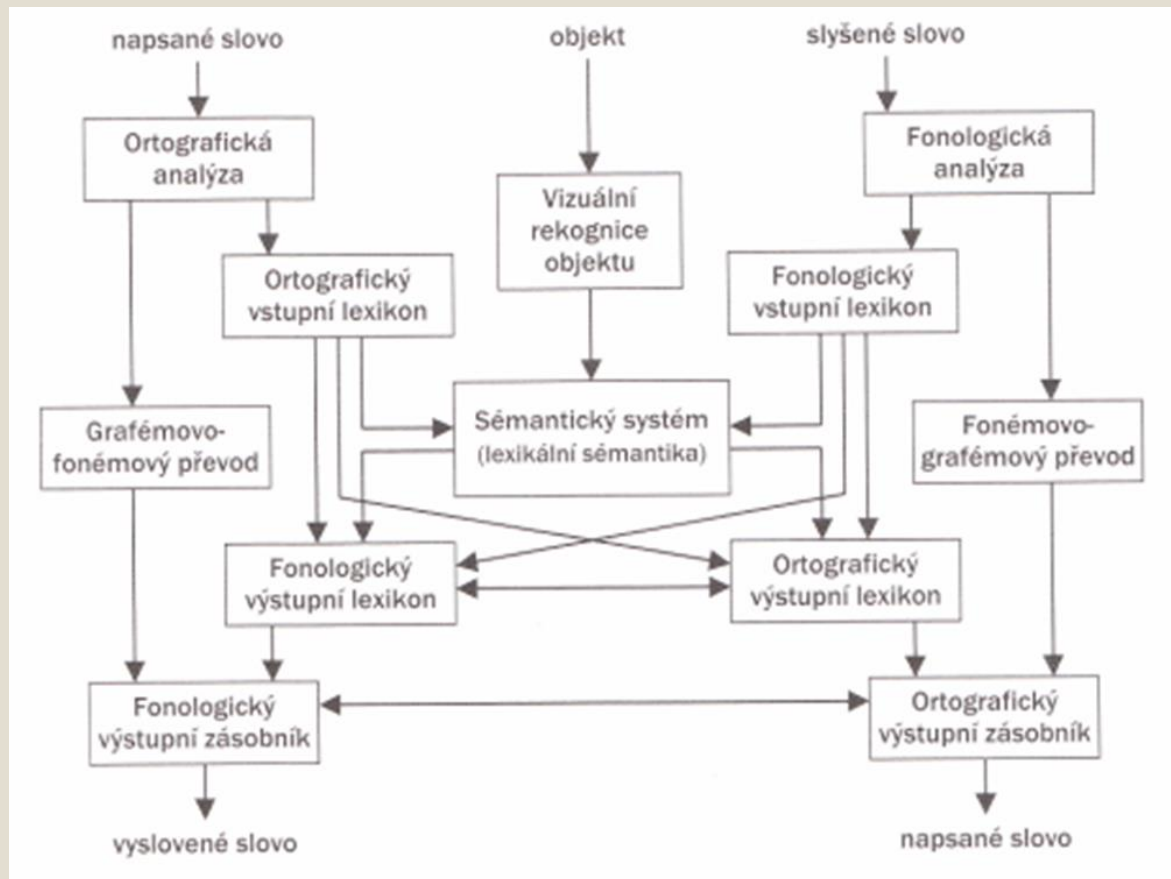 napsané slovo
objekt
slyšené slovo
Ortografická
analýza
Fonologická
analýza
Vizuální
rekognice
objektu
Ortografický
vstupní lexikon
Fonologický
vstupní lexikon
Sémantický systém
(lexikální sémantika)
Grafémovo-
fonémový převod
Fonémovo-
grafémový převod
Fonologický
výstupní lexikon
Ortografický
výstupní lexikon
Fonologický
výstupní zásobník
Ortografický
výstupní zásobník
vyslovené slovo
napsané slovo